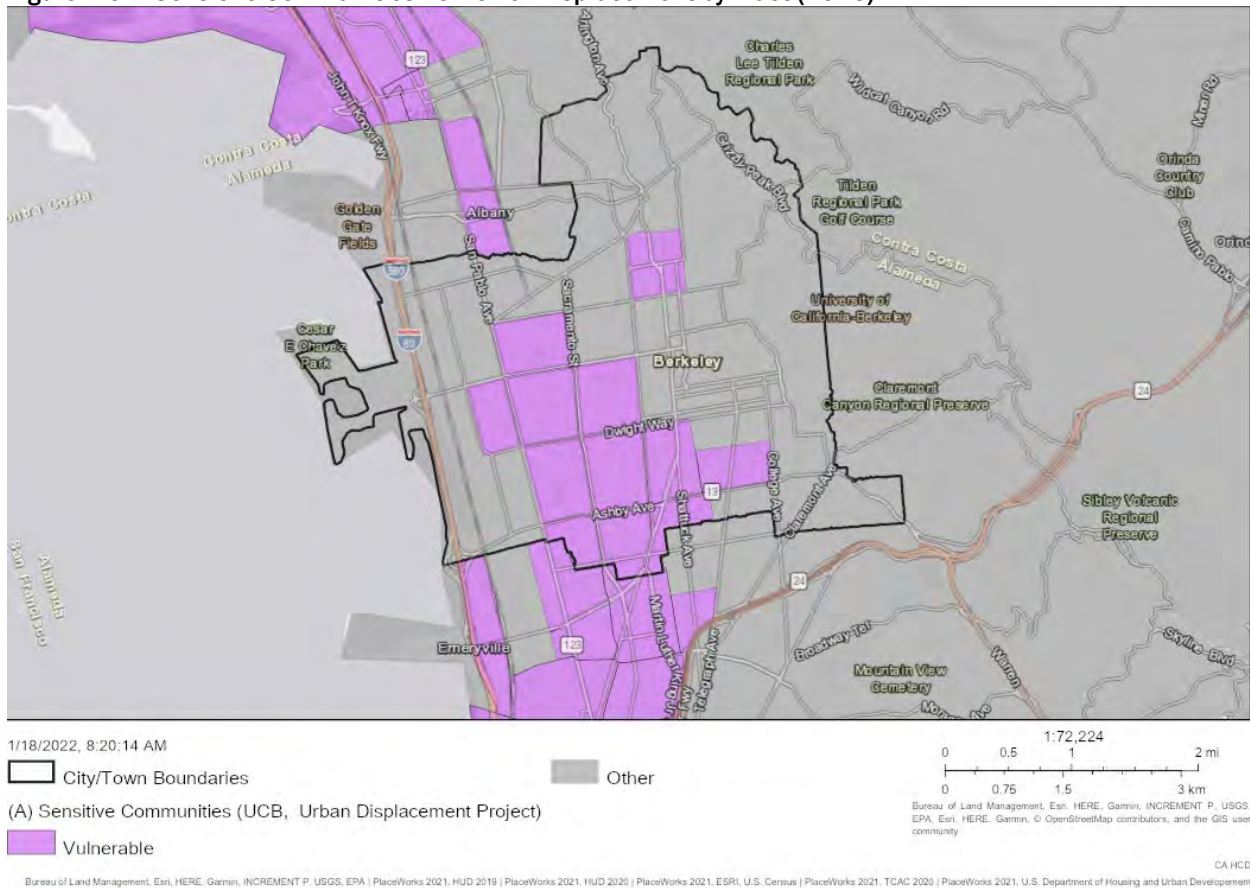 123
Arlington Ave
Charles
Lee Tilden
Regional Park
Wildcat Canyon Rd
Miner Rd
John T Knox Fwy
Contra Costa
Alameda
Grizzly Peak Blvd
Orinda
Country
Club
Tilden
Regional Park
Golf Course
Golden
Gate
Fields
Albany
Camino Pablo
Contra Costa
Alameda
580
San Pablo Ave
Sacramento St
University of
California-Berkeley
Cesar
E Chavez
Park
80
Berkeley
Claremont
Canyon Regional Preserve
24
Dwight Way
College Ave
Claremont Ave
13
Ashby Ave
Shattuck Ave
Sibley Volcanic
Regional
Preserve
Alameda
San Francisco
24
Emeryville
123
Martin Luther King Jr
Fwy
Telegraph Ave
Broadway Ter
Mountain View
Cemetery
Warren
Skyline Blvd
1/18/2022, 8:20:14 AM
City/Town Boundaries
Other
(A) Sensitive Communities (UCB, Urban Displacement Project)
Vulnerable
1:72,224
0 0.5 1 2 mi
0 0.75 1.5 3 km
Bureau of Land Management, Esri, HERE, Garmin, INCREMENT P, USGS,
EPA, Esri, HERE, Garmin, © OpenStreetMap contributors, and the GIS user
community
CA HCD
Bureau of Land Management, Esri, HERE, Garmin, INCREMENT P, USGS, EPA | PlaceWorks 2021, HUD 2019 | PlaceWorks 2021, HUD 2020 | PlaceWorks 2021, ESRI, U.S. Census | PlaceWorks 2021, TCAC 2020 | PlaceWorks 2021, U.S. Department of Housing and Urban Development